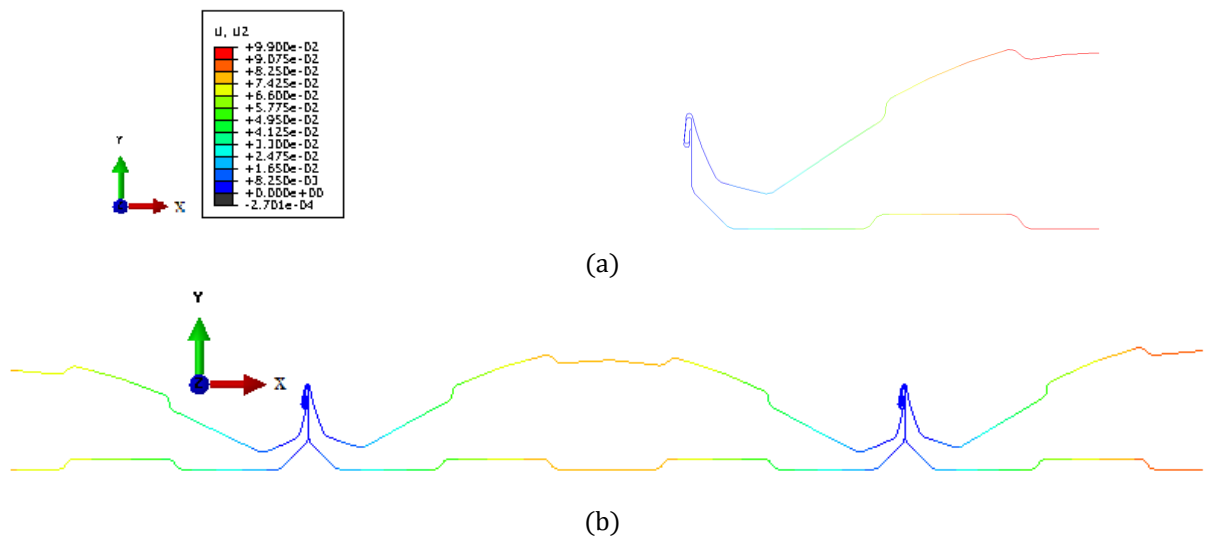 U, U2
+9.900e-02
+9.075e-02
+8.250e-02
+7.425e-02
+6.600e-02
+5.775e-02
+4.950e-02
+4.125e-02
+3.300e-02
+2.475e-02
+1.650e-02
+8.250e-03
+0.000e+00
-2.701e-04
Y
Z
X
(a)
Y
Z
X
(b)